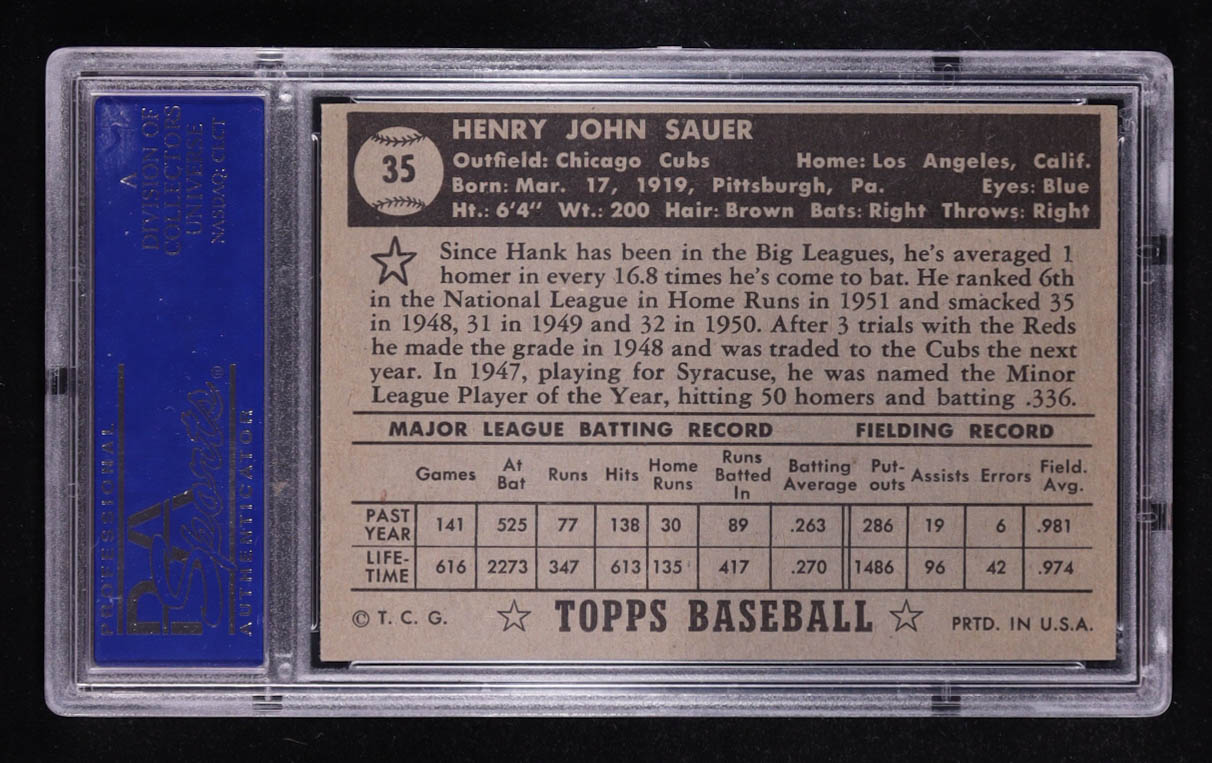 A
DIVISION OF
COLLECTORS
UNIVERSE
NASDAQ: CLCT
PROFESSIONAL
PSA
Sports®
AUTHENTICATOR
35
HENRY JOHN SAUER
Outfield: Chicago Cubs Home: Los Angeles, Calif.
Born: Mar. 17, 1919, Pittsburgh, Pa. Eyes: Blue
Ht.: 6'4" Wt.: 200 Hair: Brown Bats: Right Throws: Right
Since Hank has been in the Big Leagues, he's averaged 1
homer in every 16.8 times he's come to bat. He ranked 6th
in the National League in Home Runs in 1951 and smacked 35
in 1948, 31 in 1949 and 32 in 1950. After 3 trials with the Reds
he made the grade in 1948 and was traded to the Cubs the next
year. In 1947, playing for Syracuse, he was named the Minor
League Player of the Year, hitting 50 homers and batting .336.
MAJOR LEAGUE BATTING RECORD FIELDING RECORD
Games At Bat Runs Hits Home Runs Runs Batted In Batting Average Put-outs Assists Errors Field. Avg.
PAST YEAR 141 525 77 138 30 89 .263 286 19 6 .981
LIFE-TIME 616 2273 347 613 135 417 .270 1486 96 42 .974
© T. C. G. TOPPS BASEBALL PRTD. IN U.S.A.